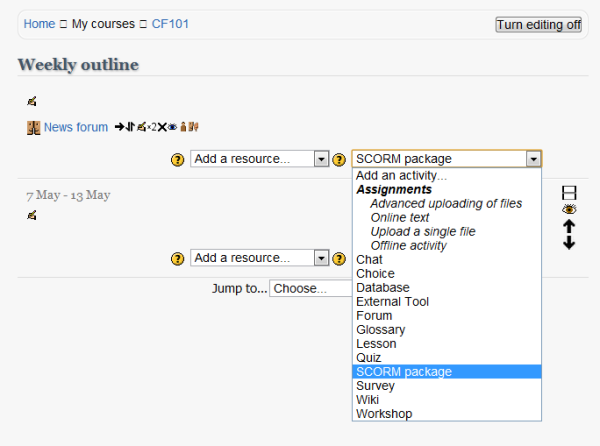 Home My courses CF101
Turn editing off
Weekly outline
News forum ×2
? Add a resource... ? SCORM package
Add an activity...
Assignments
Advanced uploading of files
Online text
Upload a single file
Offline activity
Chat
Choice
Database
External Tool
Forum
Glossary
Lesson
Quiz
SCORM package
Survey
Wiki
Workshop
7 May - 13 May
? Add a resource... ?
Jump to... Choose...